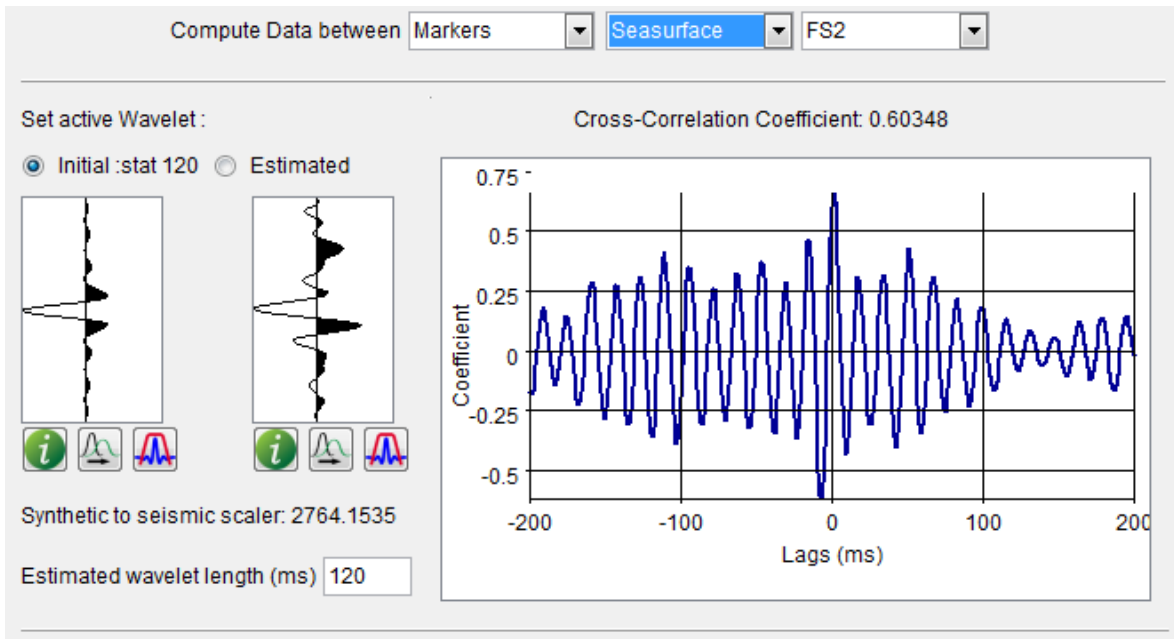 Compute Data between Markers Seasurface FS2
Set active Wavelet :
Cross-Correlation Coefficient: 0.60348
Initial :stat 120 Estimated
0.75
0.5
0.25
0
-0.25
-0.5
Coefficient
-200 -100 0 100 200
Lags (ms)
i i
Synthetic to seismic scaler: 2764.1535
Estimated wavelet length (ms) 120